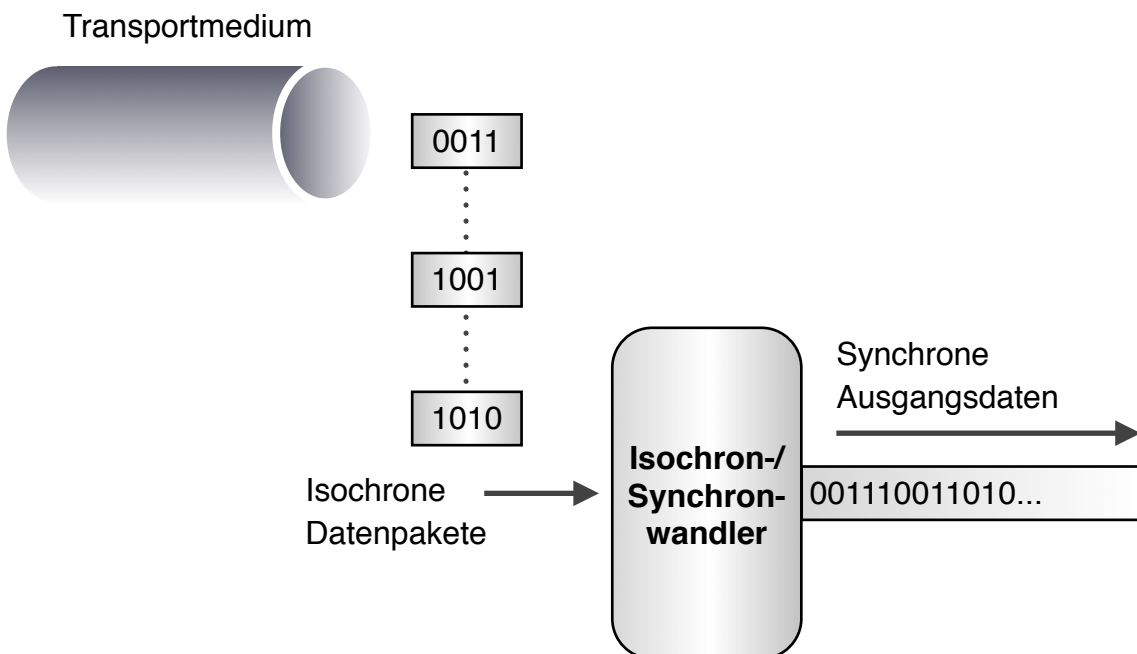 Transportmedium
0011
1001
1010
Isochrone
Datenpakete
Isochron-/
Synchron-
wandler
Synchrone
Ausgangsdaten
001110011010...